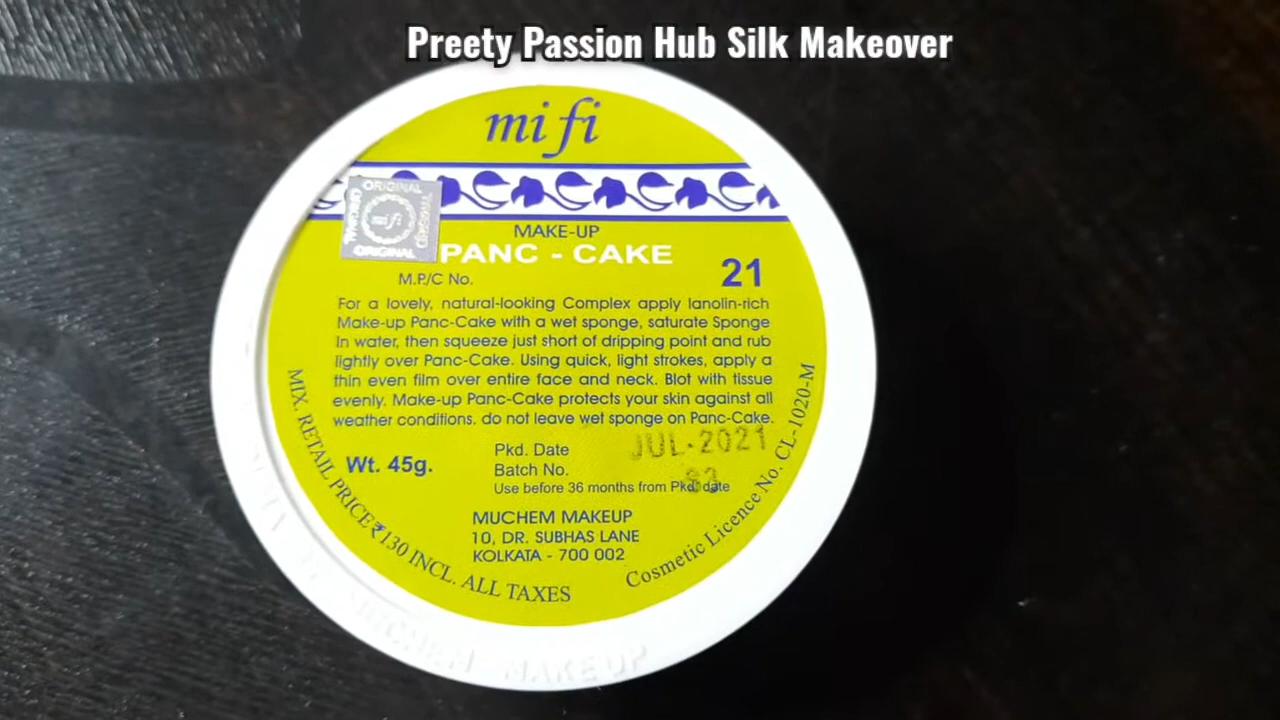 Preety Passion Hub Silk Makeover
mi fi
ORIGINAL
ORIGINAL
mi fi
ORIGINAL
ORIGINAL
MAKE-UP
PANC - CAKE
M.P/C No.
21
For a lovely, natural-looking Complex apply lanolin-rich
Make-up Panc-Cake with a wet sponge, saturate Sponge
In water, then squeeze just short of dripping point and rub
lightly over Panc-Cake. Using quick, light strokes, apply a
thin even film over entire face and neck. Blot with tissue
evenly. Make-up Panc-Cake protects your skin against all
weather conditions. do not leave wet sponge on Panc-Cake.
Wt. 45g.
Pkd. Date
JUL-2021
Batch No.
Use before 36 months from Pkd. date
MUCHEM MAKEUP
10, DR. SUBHAS LANE
KOLKATA - 700 002
MIX. RETAIL PRICE ₹130 INCL. ALL TAXES
Cosmetic Licence No. CL-1020-M
MAKEUP